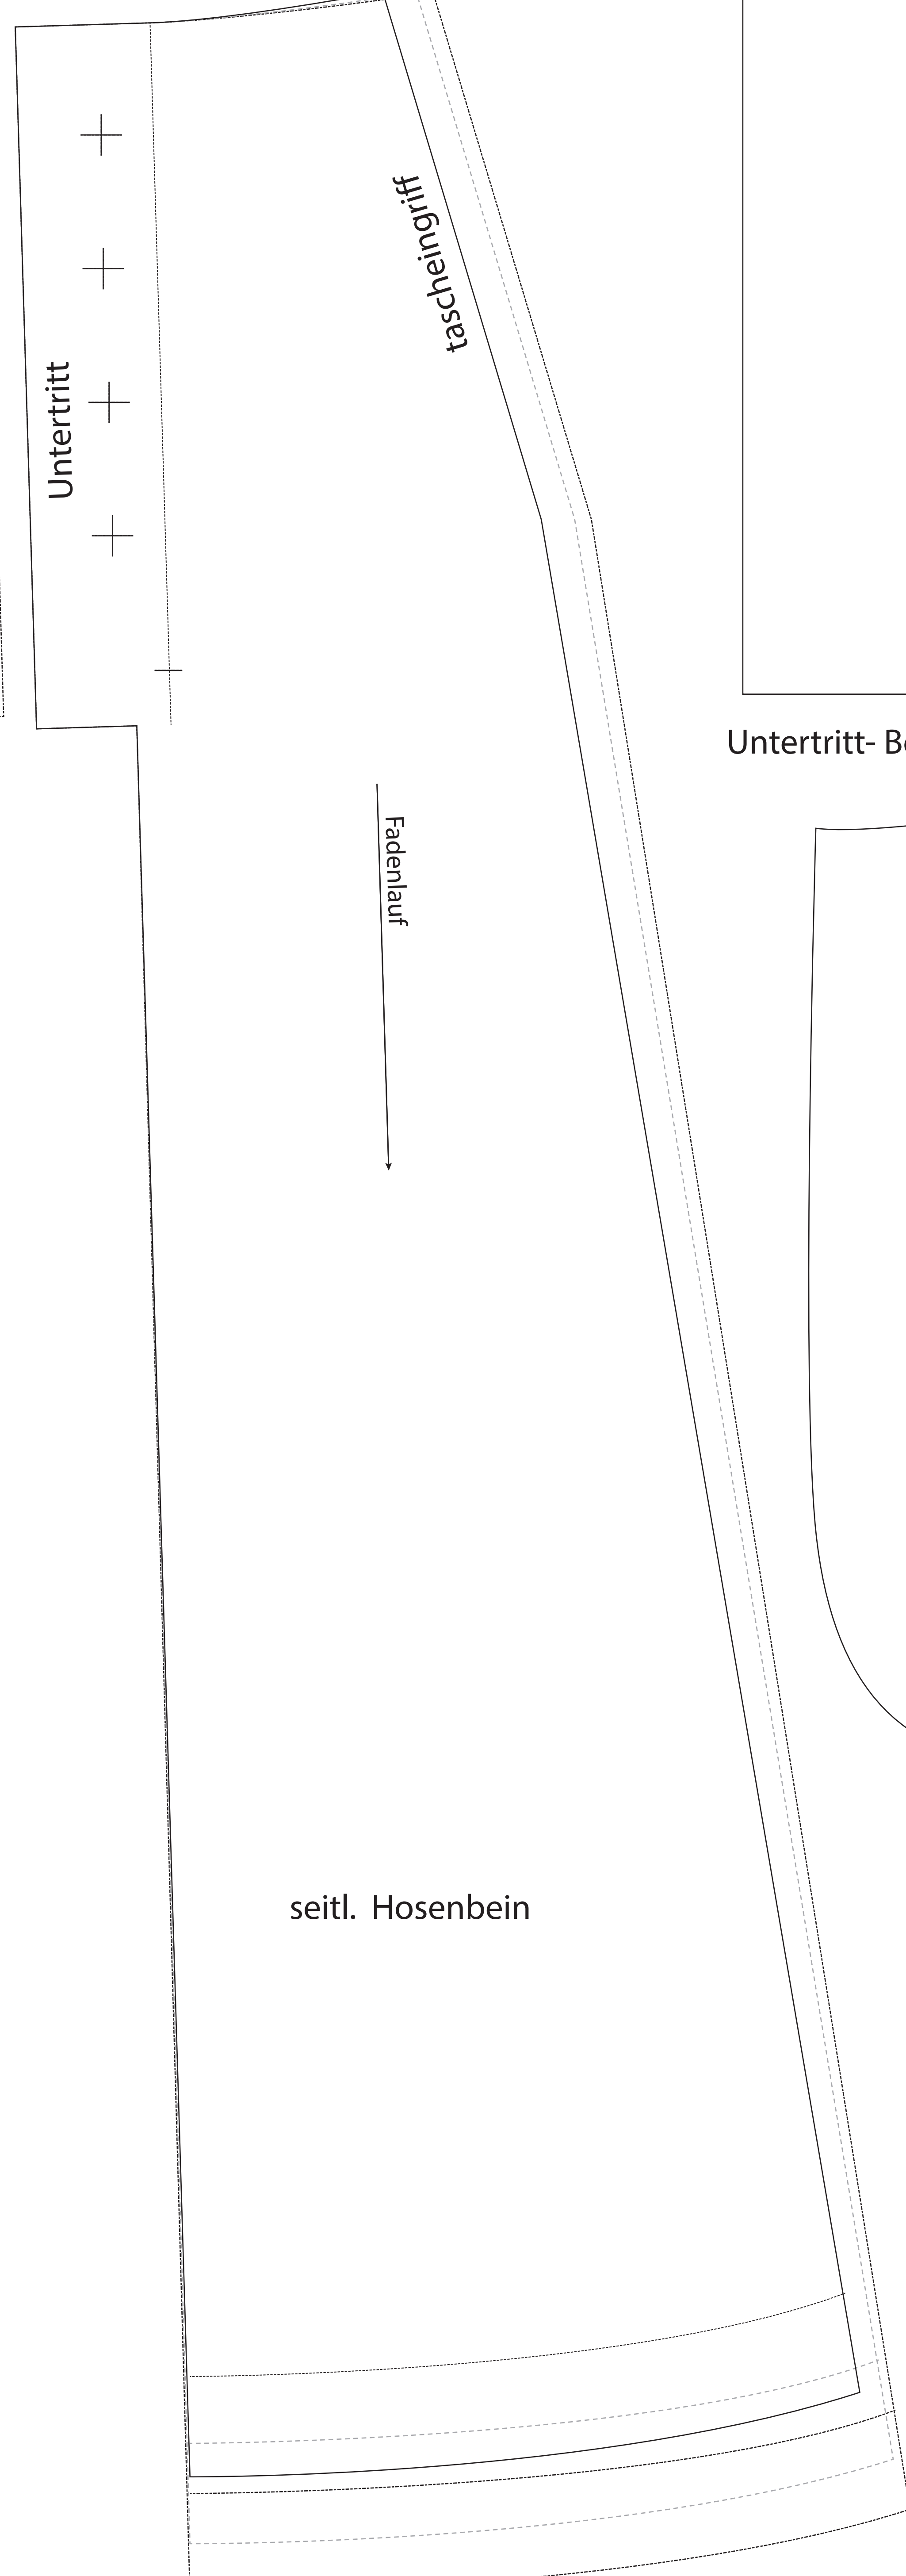 tascheingriff
Untertritt
Untertritt-
Fadenlauf
seitl. Hosenbein